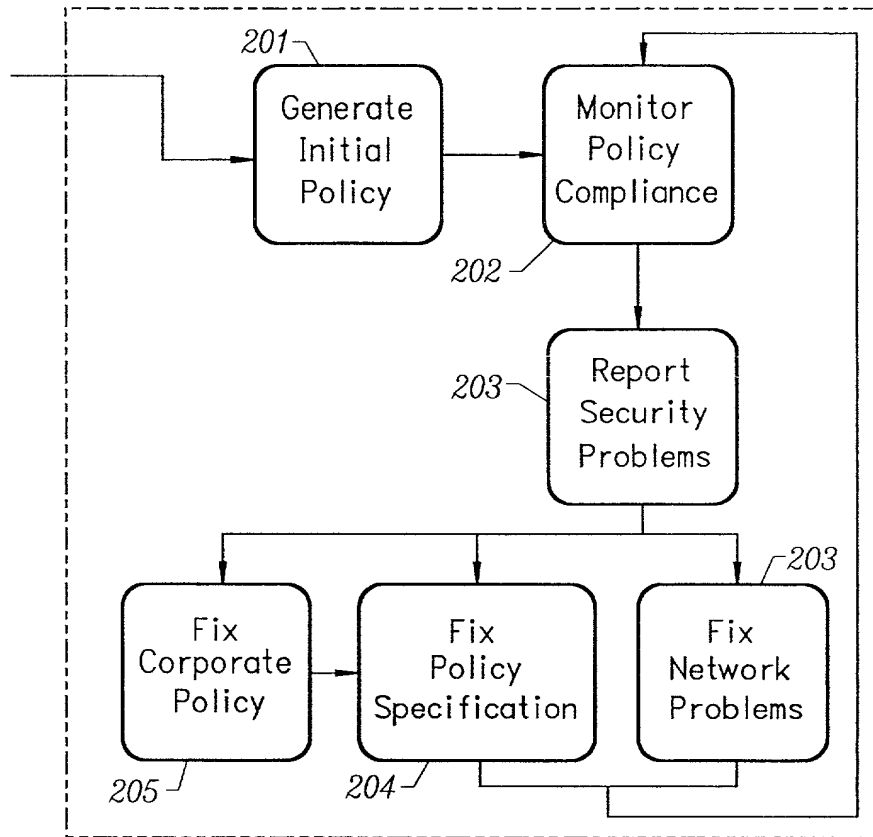 201
Generate
Initial
Policy
Monitor
Policy
Compliance
202
203
Report
Security
Problems
203
Fix
Corporate
Policy
Fix
Policy
Specification
Fix
Network
Problems
205
204